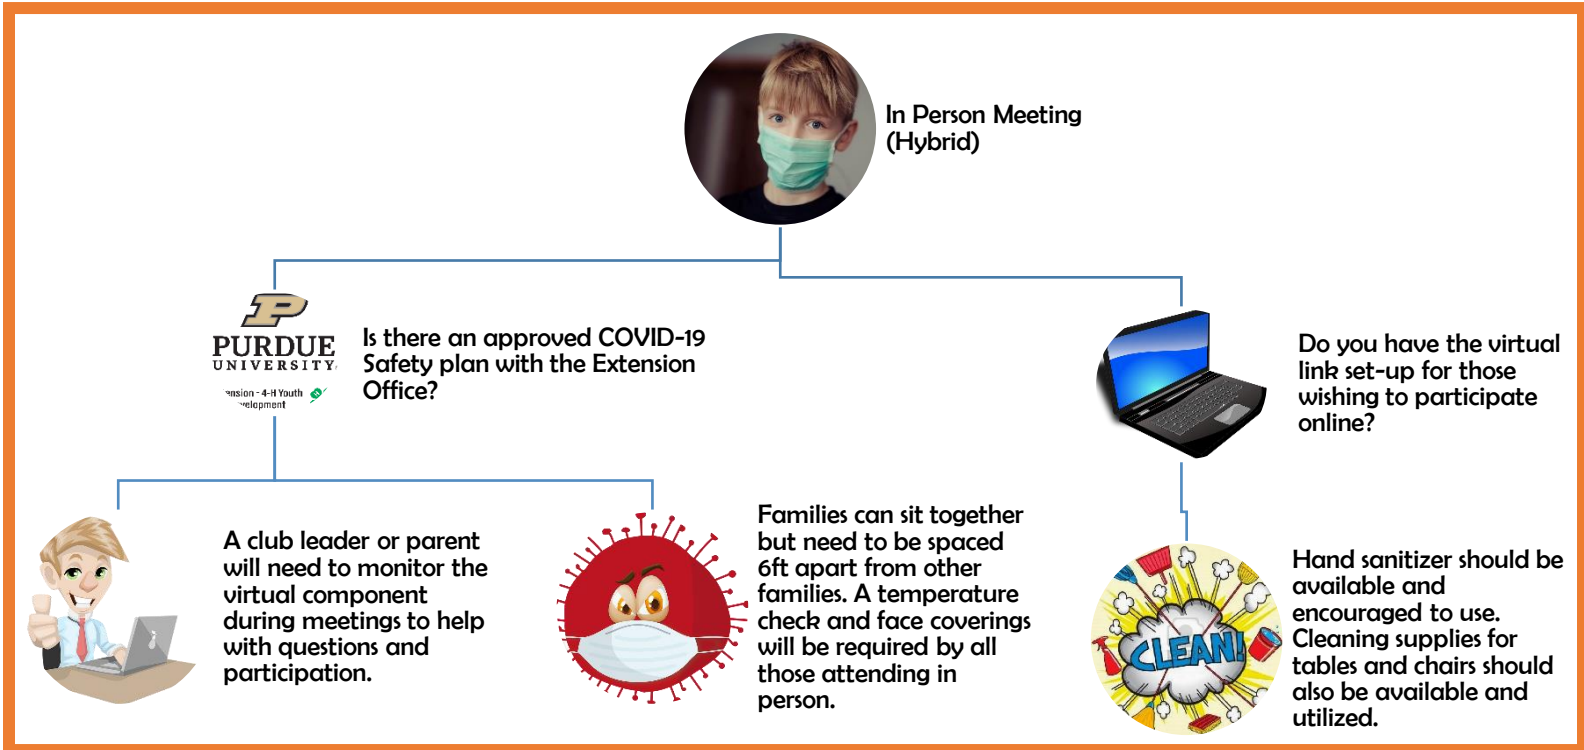 In Person Meeting
(Hybrid)
P
PURDUE
UNIVERSITY
Is there an approved COVID-19
Safety plan with the Extension
Office?
4-H Youth
Do you have the virtual
link set-up for those
wishing to participate
online?
A club leader or parent
will need to monitor the
virtual component
during meetings to help
with questions and
participation.
Families can sit together
but need to be spaced
6ft apart from other
families. A temperature
check and face coverings
will be required by all
those attending in
person.
CLEAN!
Hand sanitizer should be
available and
encouraged to use.
Cleaning supplies for
tables and chairs should
also be available and
utilized.